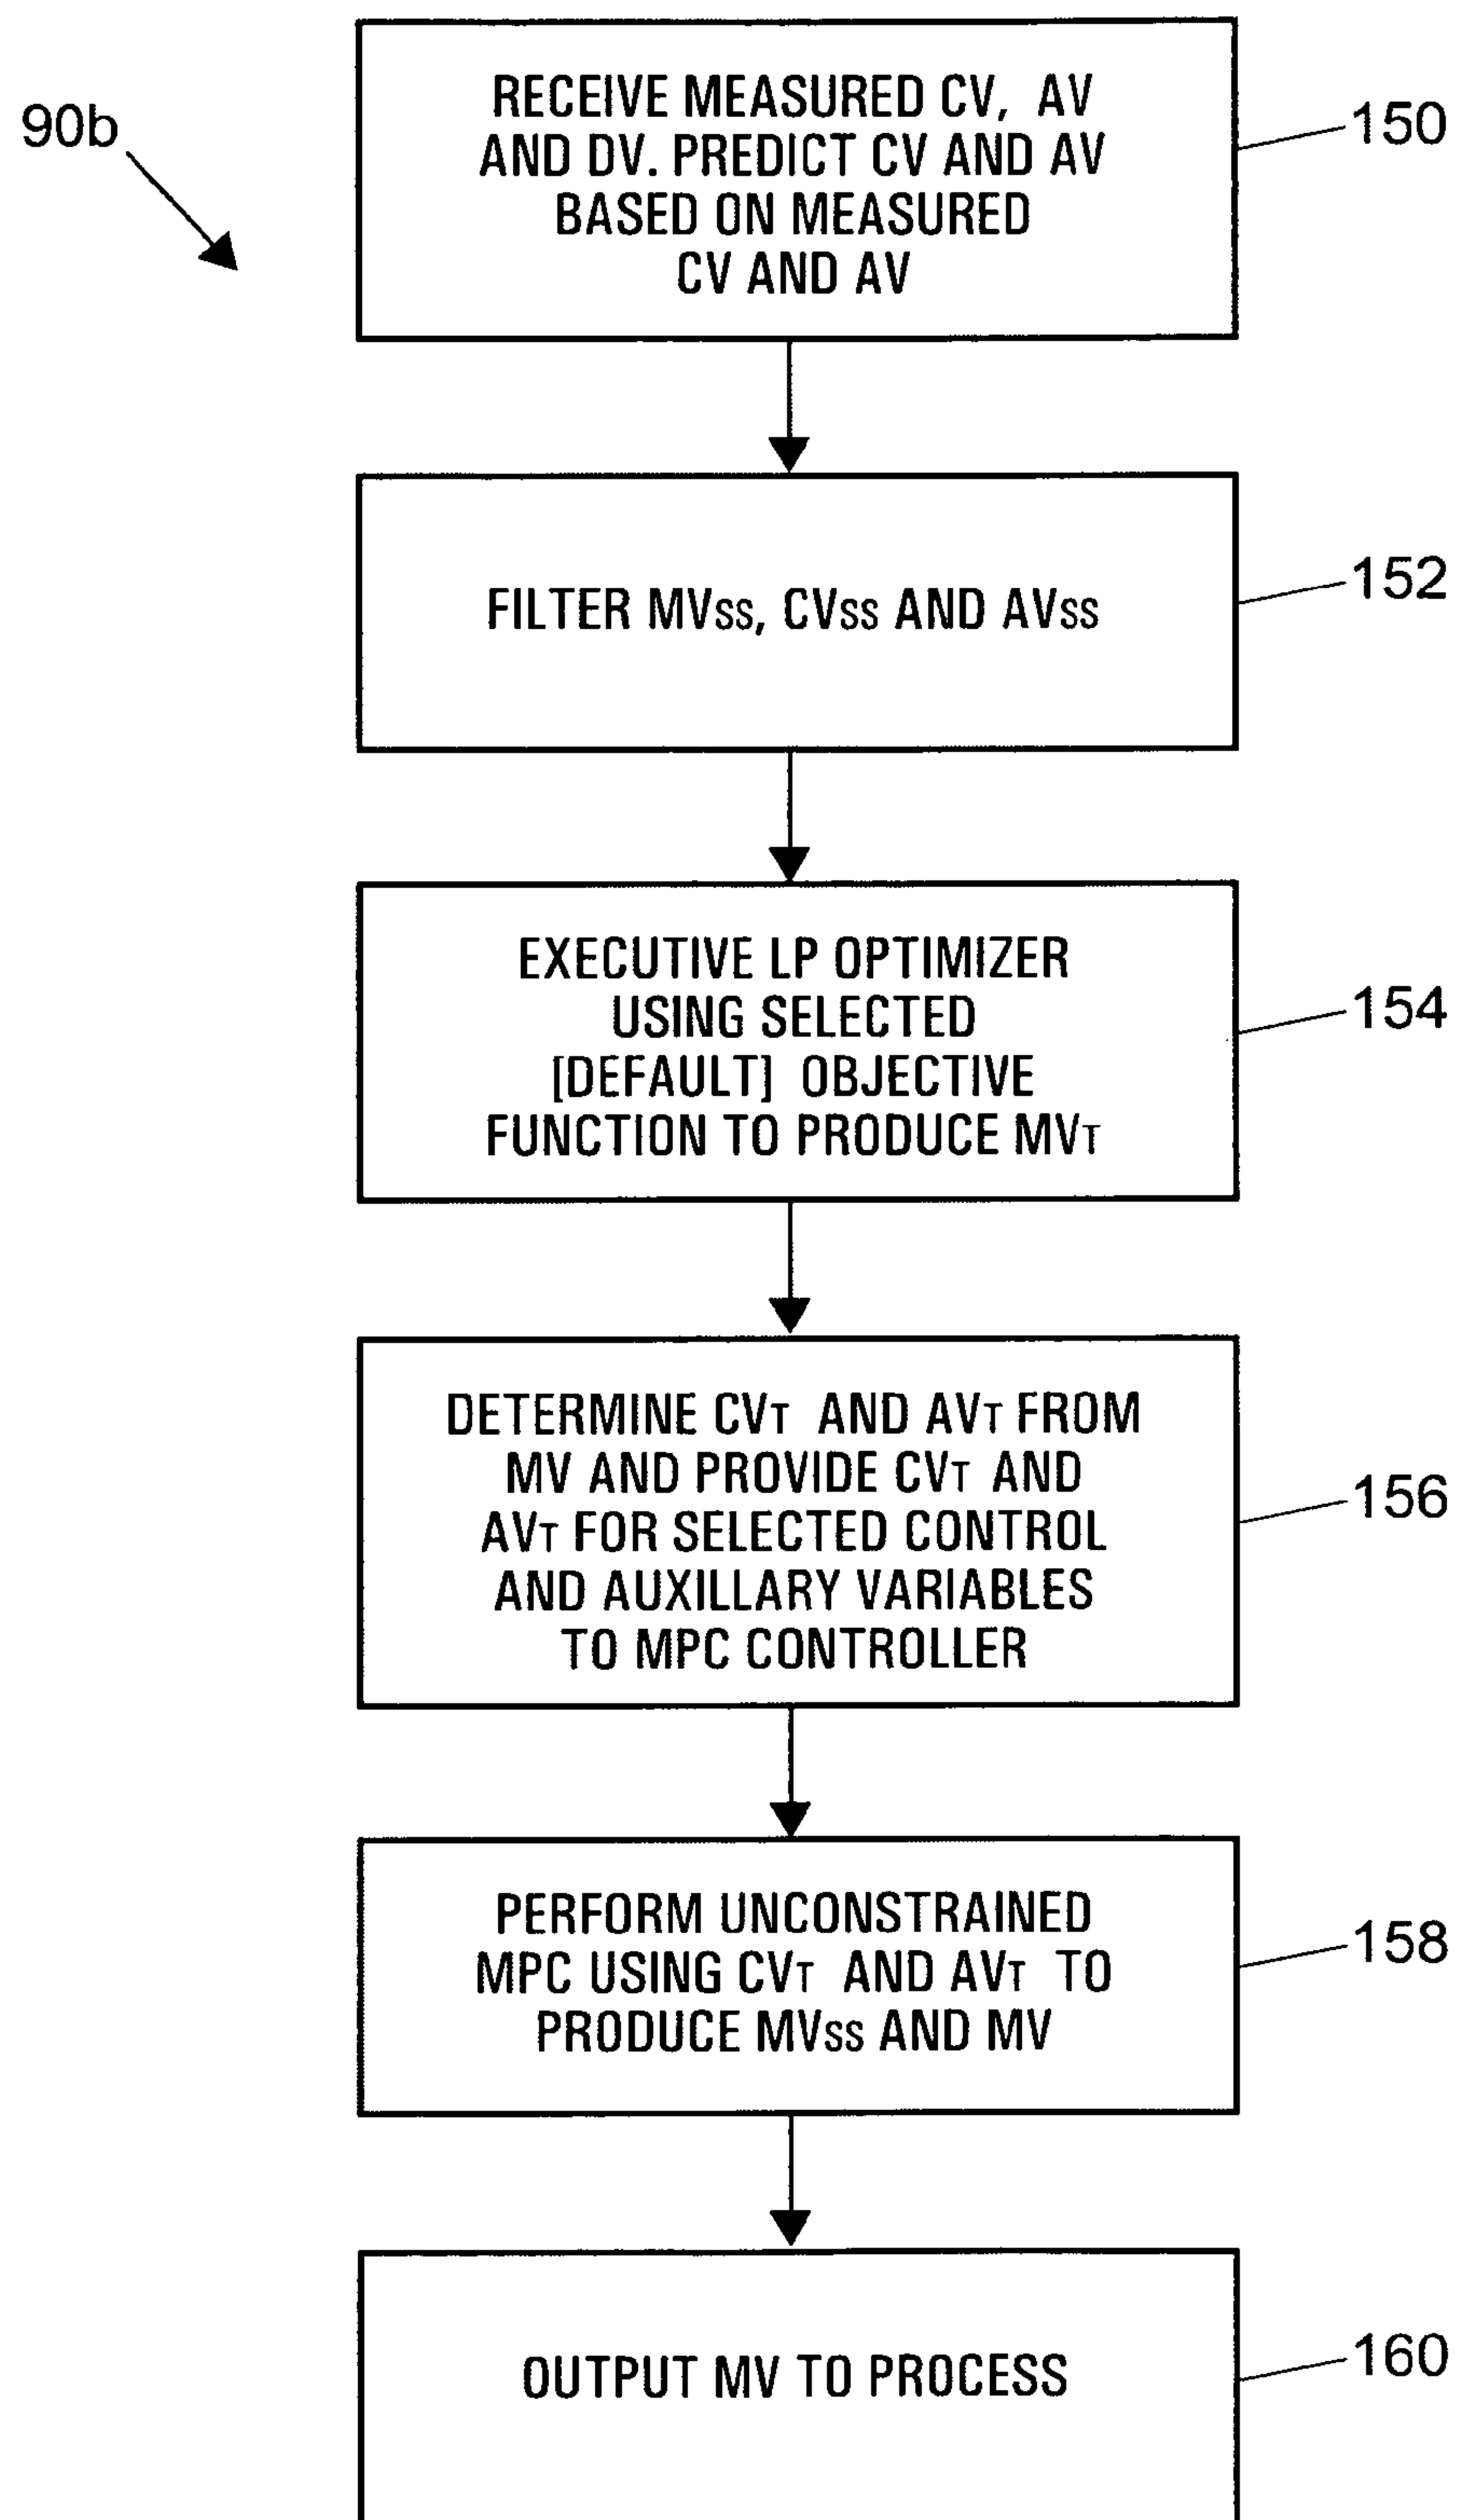 90b
RECEIVE MEASURED CV, AV
AND DV. PREDICT CV AND AV
BASED ON MEASURED
CV AND AV
150
FILTER MVSS, CVSS AND AVSS
152
EXECUTIVE LP OPTIMIZER
USING SELECTED
[DEFAULT] OBJECTIVE
FUNCTION TO PRODUCE MVT
154
DETERMINE CVT AND AVT FROM
MV AND PROVIDE CVT AND
AVT FOR SELECTED CONTROL
AND AUXILLARY VARIABLES
TO MPC CONTROLLER
156
PERFORM UNCONSTRAINED
MPC USING CVT AND AVT TO
PRODUCE MVSS AND MV
158
OUTPUT MV TO PROCESS
160